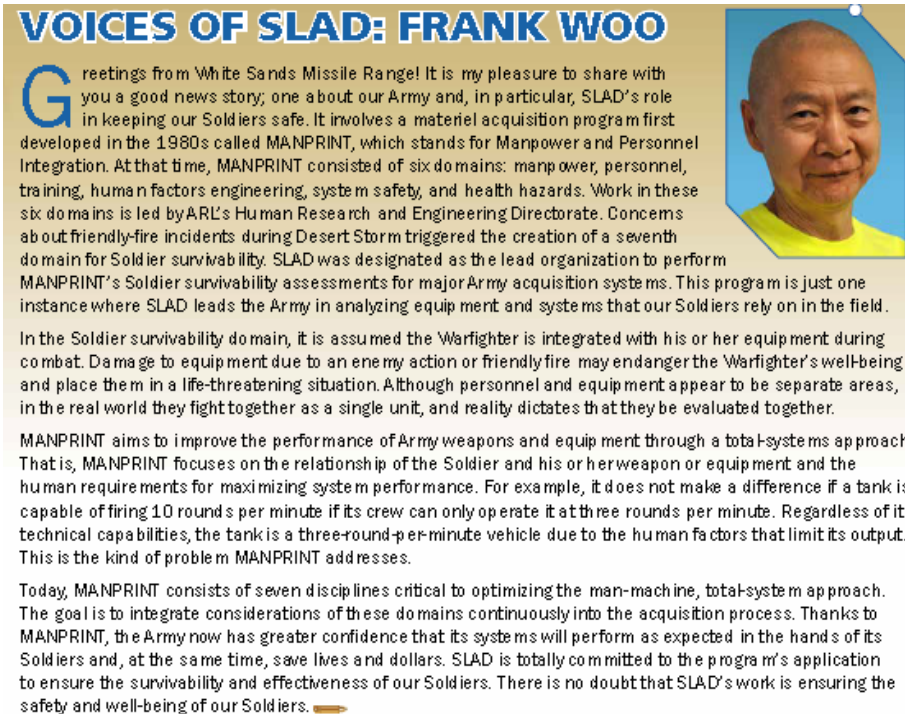 VOICES OF SLAD: FRANK WOO
Greetings from White Sands Missile Range! It is my pleasure to share with
you a good news story; one about our Army and, in particular, SLAD's role
in keeping our Soldiers safe. It involves a materiel acquisition program first
developed in the 1980s called MANPRINT, which stands for Manpower and Personnel
Integration. At that time, MANPRINT consisted of six domains: manpower, personnel,
training, human factors engineering, system safety, and health hazards. Work in these
six domains is led by ARL's Human Research and Engineering Directorate. Concerns
about friendly-fire incidents during Desert Storm triggered the creation of a seventh
domain for Soldier survivability. SLAD was designated as the lead organization to perform
MANPRINT's Soldier survivability assessments for major Army acquisition systems. This program is just one
instance where SLAD leads the Army in analyzing equipment and systems that our Soldiers rely on in the field.
In the Soldier survivability domain, it is assumed the Warfighter is integrated with his or her equipment during
combat. Damage to equipment due to an enemy action or friendly fire may endanger the Warfighter's well-being
and place them in a life-threatening situation. Although personnel and equipment appear to be separate areas,
in the real world they fight together as a single unit, and reality dictates that they be evaluated together.
MANPRINT aims to improve the performance of Army weapons and equipment through a total-systems approach
That is, MANPRINT focuses on the relationship of the Soldier and his or her weapon or equipment and the
human requirements for maximizing system performance. For example, it does not make a difference if a tank is
capable of firing 10 rounds per minute if its crew can only operate it at three rounds per minute. Regardless of it
technical capabilities, the tank is a three-round-per-minute vehicle due to the human factors that limit its output.
This is the kind of problem MANPRINT addresses.
Today, MANPRINT consists of seven disciplines critical to optimizing the man-machine, total-system approach.
The goal is to integrate considerations of these domains continuously into the acquisition process. Thanks to
MANPRINT, the Army now has greater confidence that its systems will perform as expected in the hands of its
Soldiers and, at the same time, save lives and dollars. SLAD is totally committed to the program's application
to ensure the survivability and effectiveness of our Soldiers. There is no doubt that SLAD's work is ensuring the
safety and well-being of our Soldiers.